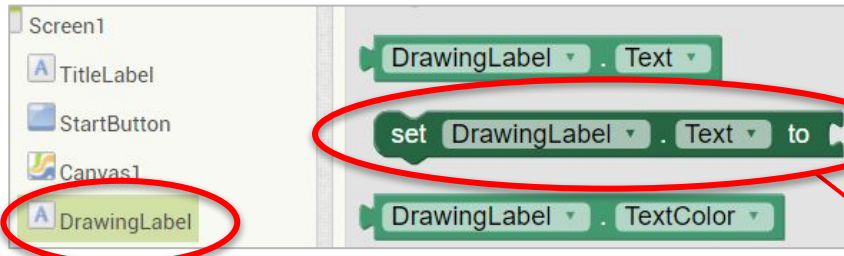 Screen1
A TitleLabel
StartButton
Canvas1
A DrawingLabel
DrawingLabel . Text
set DrawingLabel . Text to
DrawingLabel . TextColor